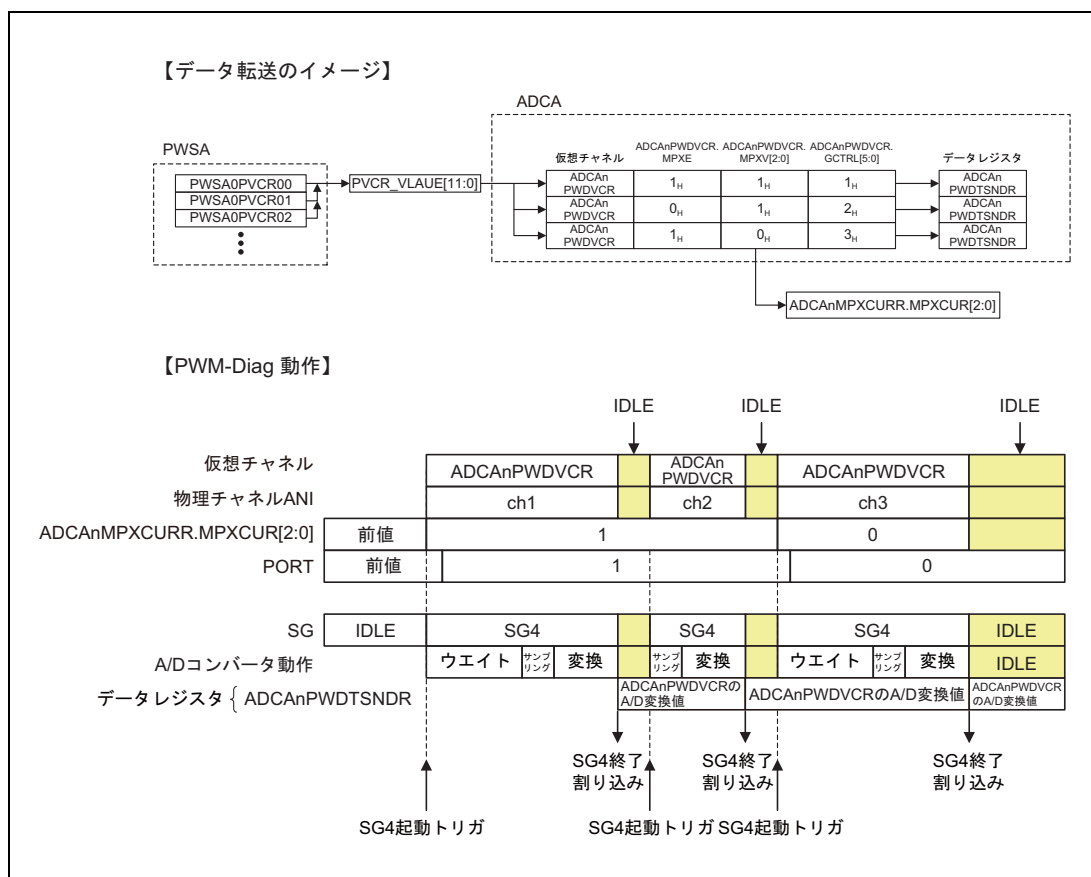 【データ転送のイメージ】
ADCA
PWSA
仮想チャネル
ADCAnPWDVCR.
MPXE
ADCAnPWDVCR.
MPXV[2:0]
ADCAnPWDVCR.
GCTRL[5:0]
データレジスタ
PWSA0PVCR00
PWSA0PVCR01
PWSA0PVCR02
PVCR_VLAUE[11:0]
ADCAn
PWDVCR
1H
1H
1H
ADCAn
PWDTSNDR
ADCAn
PWDVCR
0H
1H
2H
ADCAn
PWDTSNDR
ADCAn
PWDVCR
1H
0H
3H
ADCAn
PWDTSNDR
ADCAnMPXCURR.MPXCUR[2:0]
【PWM-Diag 動作】
IDLE
IDLE
IDLE
仮想チャネル
ADCAnPWDVCR
ADCAn
PWDVCR
ADCAnPWDVCR
物理チャネルANI
ch1
ch2
ch3
ADCAnMPXCURR.MPXCUR[2:0]
前値
1
0
PORT
前値
1
0
SG
IDLE
SG4
SG4
SG4
IDLE
A/Dコンバータ動作
ウエイト
サンプ
リング
変換
サンプ
リング
変換
ウエイト
サンプ
リング
変換
IDLE
データレジスタ { ADCAnPWDTSNDR
ADCAnPWDVCRの
A/D変換値
ADCAnPWDVCRのA/D変換値
ADCAnPWDVCR
のA/D変換値
SG4終了
割り込み
SG4終了
割り込み
SG4終了
割り込み
SG4起動トリガ
SG4起動トリガ
SG4起動トリガ